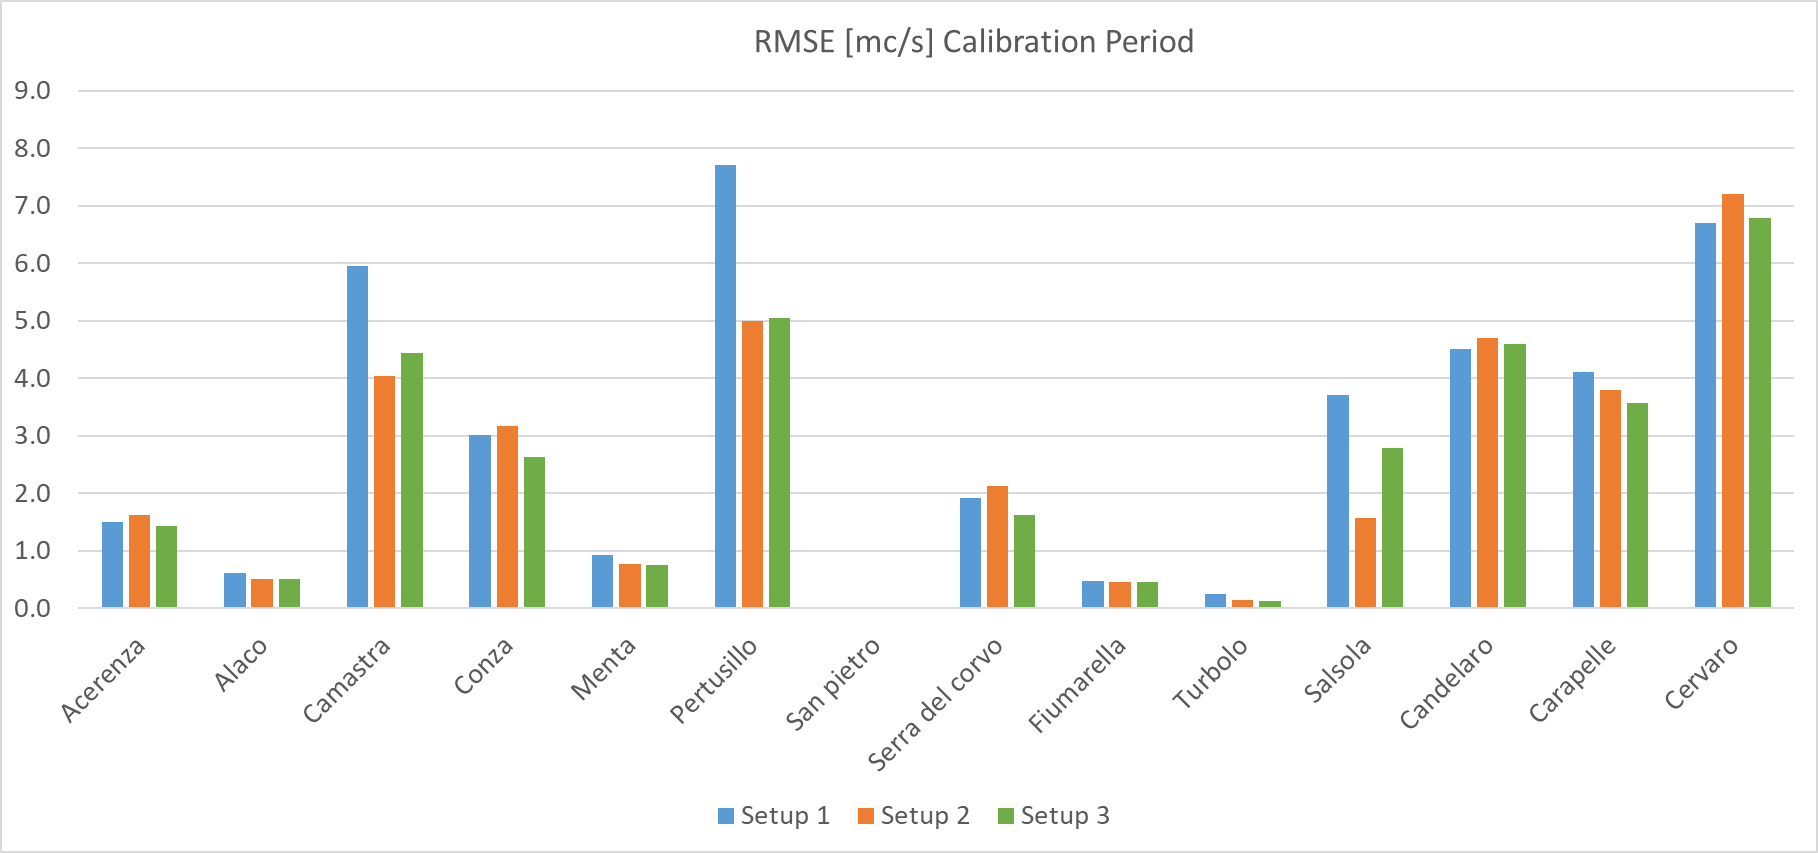 RMSE [mc/s] Calibration Period
9.0
8.0
7.0
6.0
5.0
4.0
3.0
2.0
1.0
0.0
Acerenza
Alaco
Camastra
Conza
Menta
Pertusillo
San pietro
Serra del corvo
Fiumarella
Turbolo
Salsola
Candelaro
Carapelle
Cervaro
Setup 1 Setup 2 Setup 3